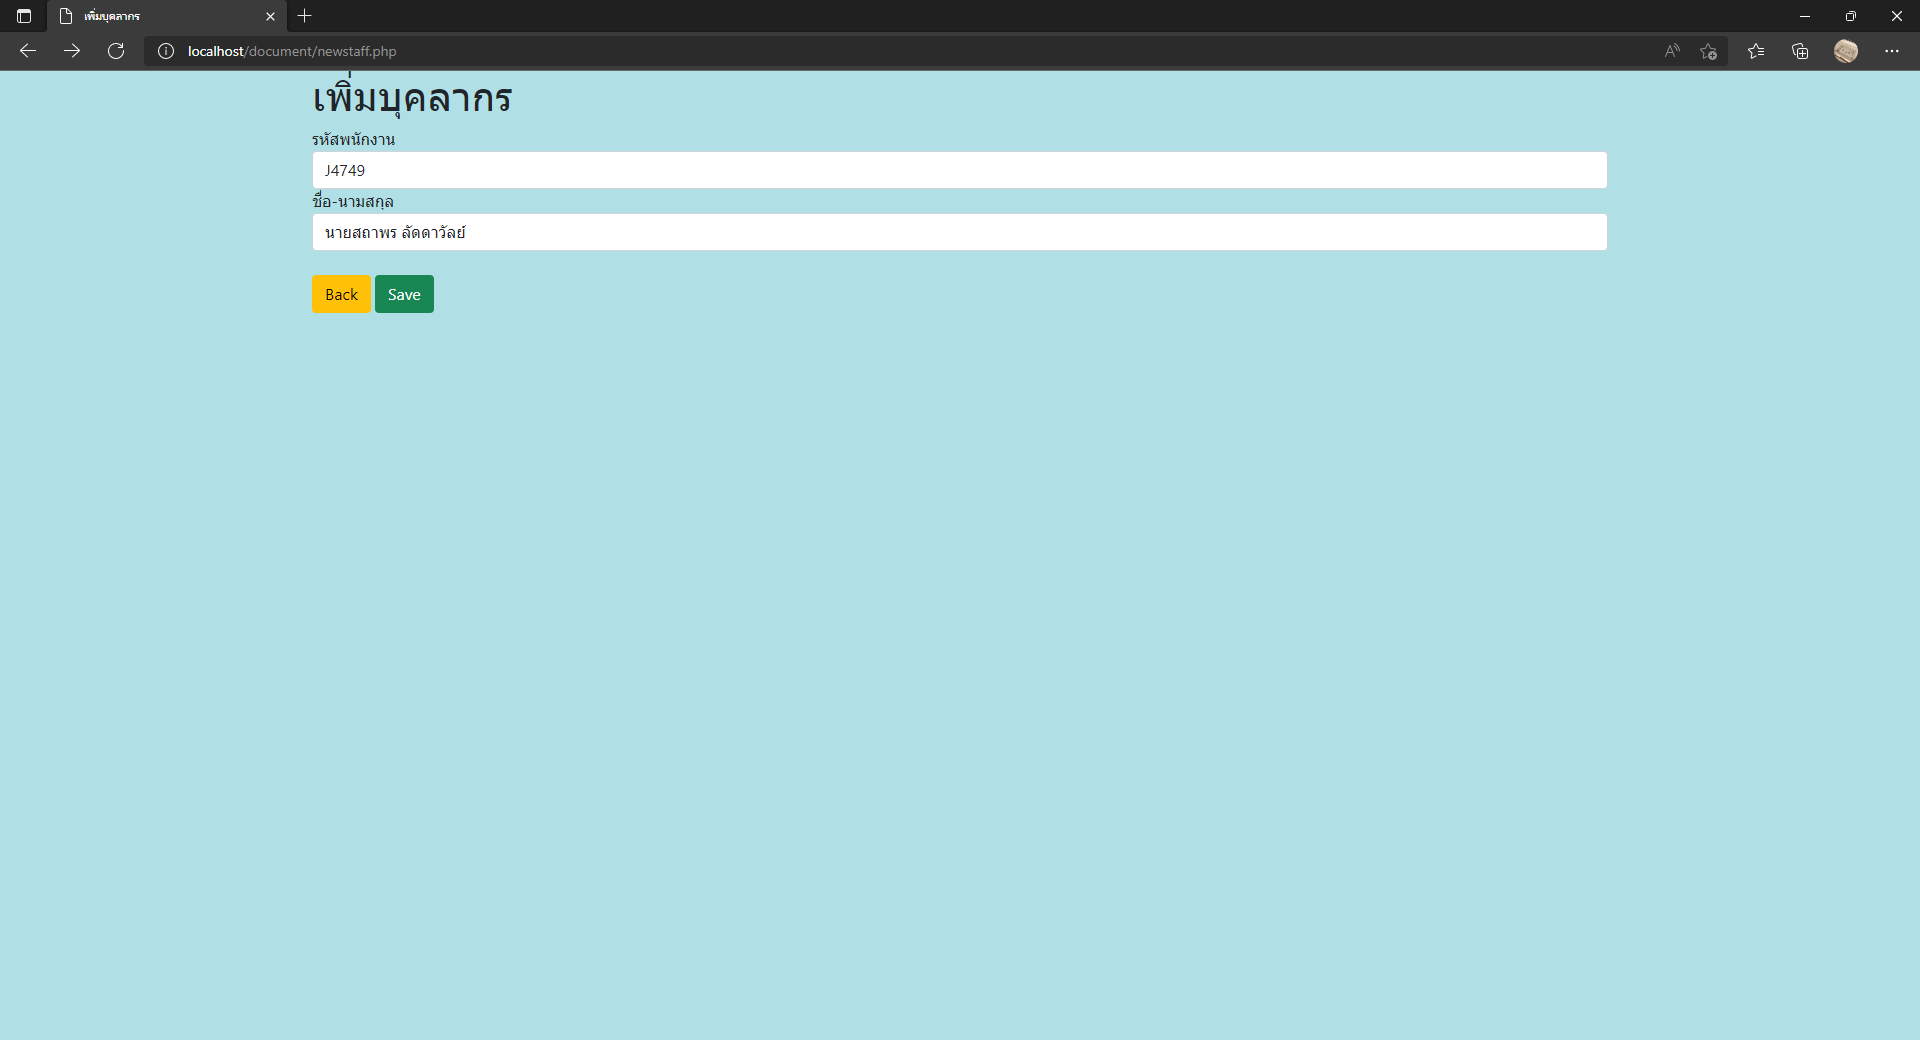 เพิ่มบุคลากร
localhost/document/newstaff.php
เพิ่มบุคลากร
รหัสพนักงาน
J4749
ชื่อ-นามสกุล
นายสถาพร ลัดดาวัลย์
Back Save